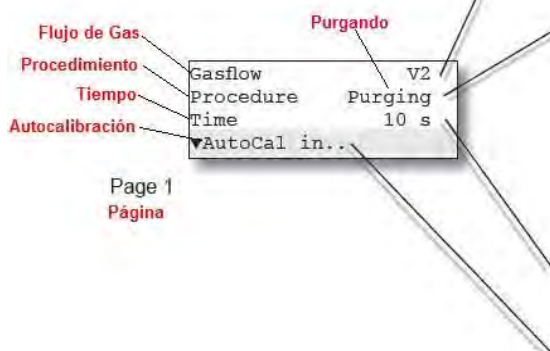 Purgando
Flujo de Gas
Procedimiento
Tiempo
Autocalibración
Gasflow V2
Procedure Purging
Time 10 s
▼AutoCal in..
Page 1
Página